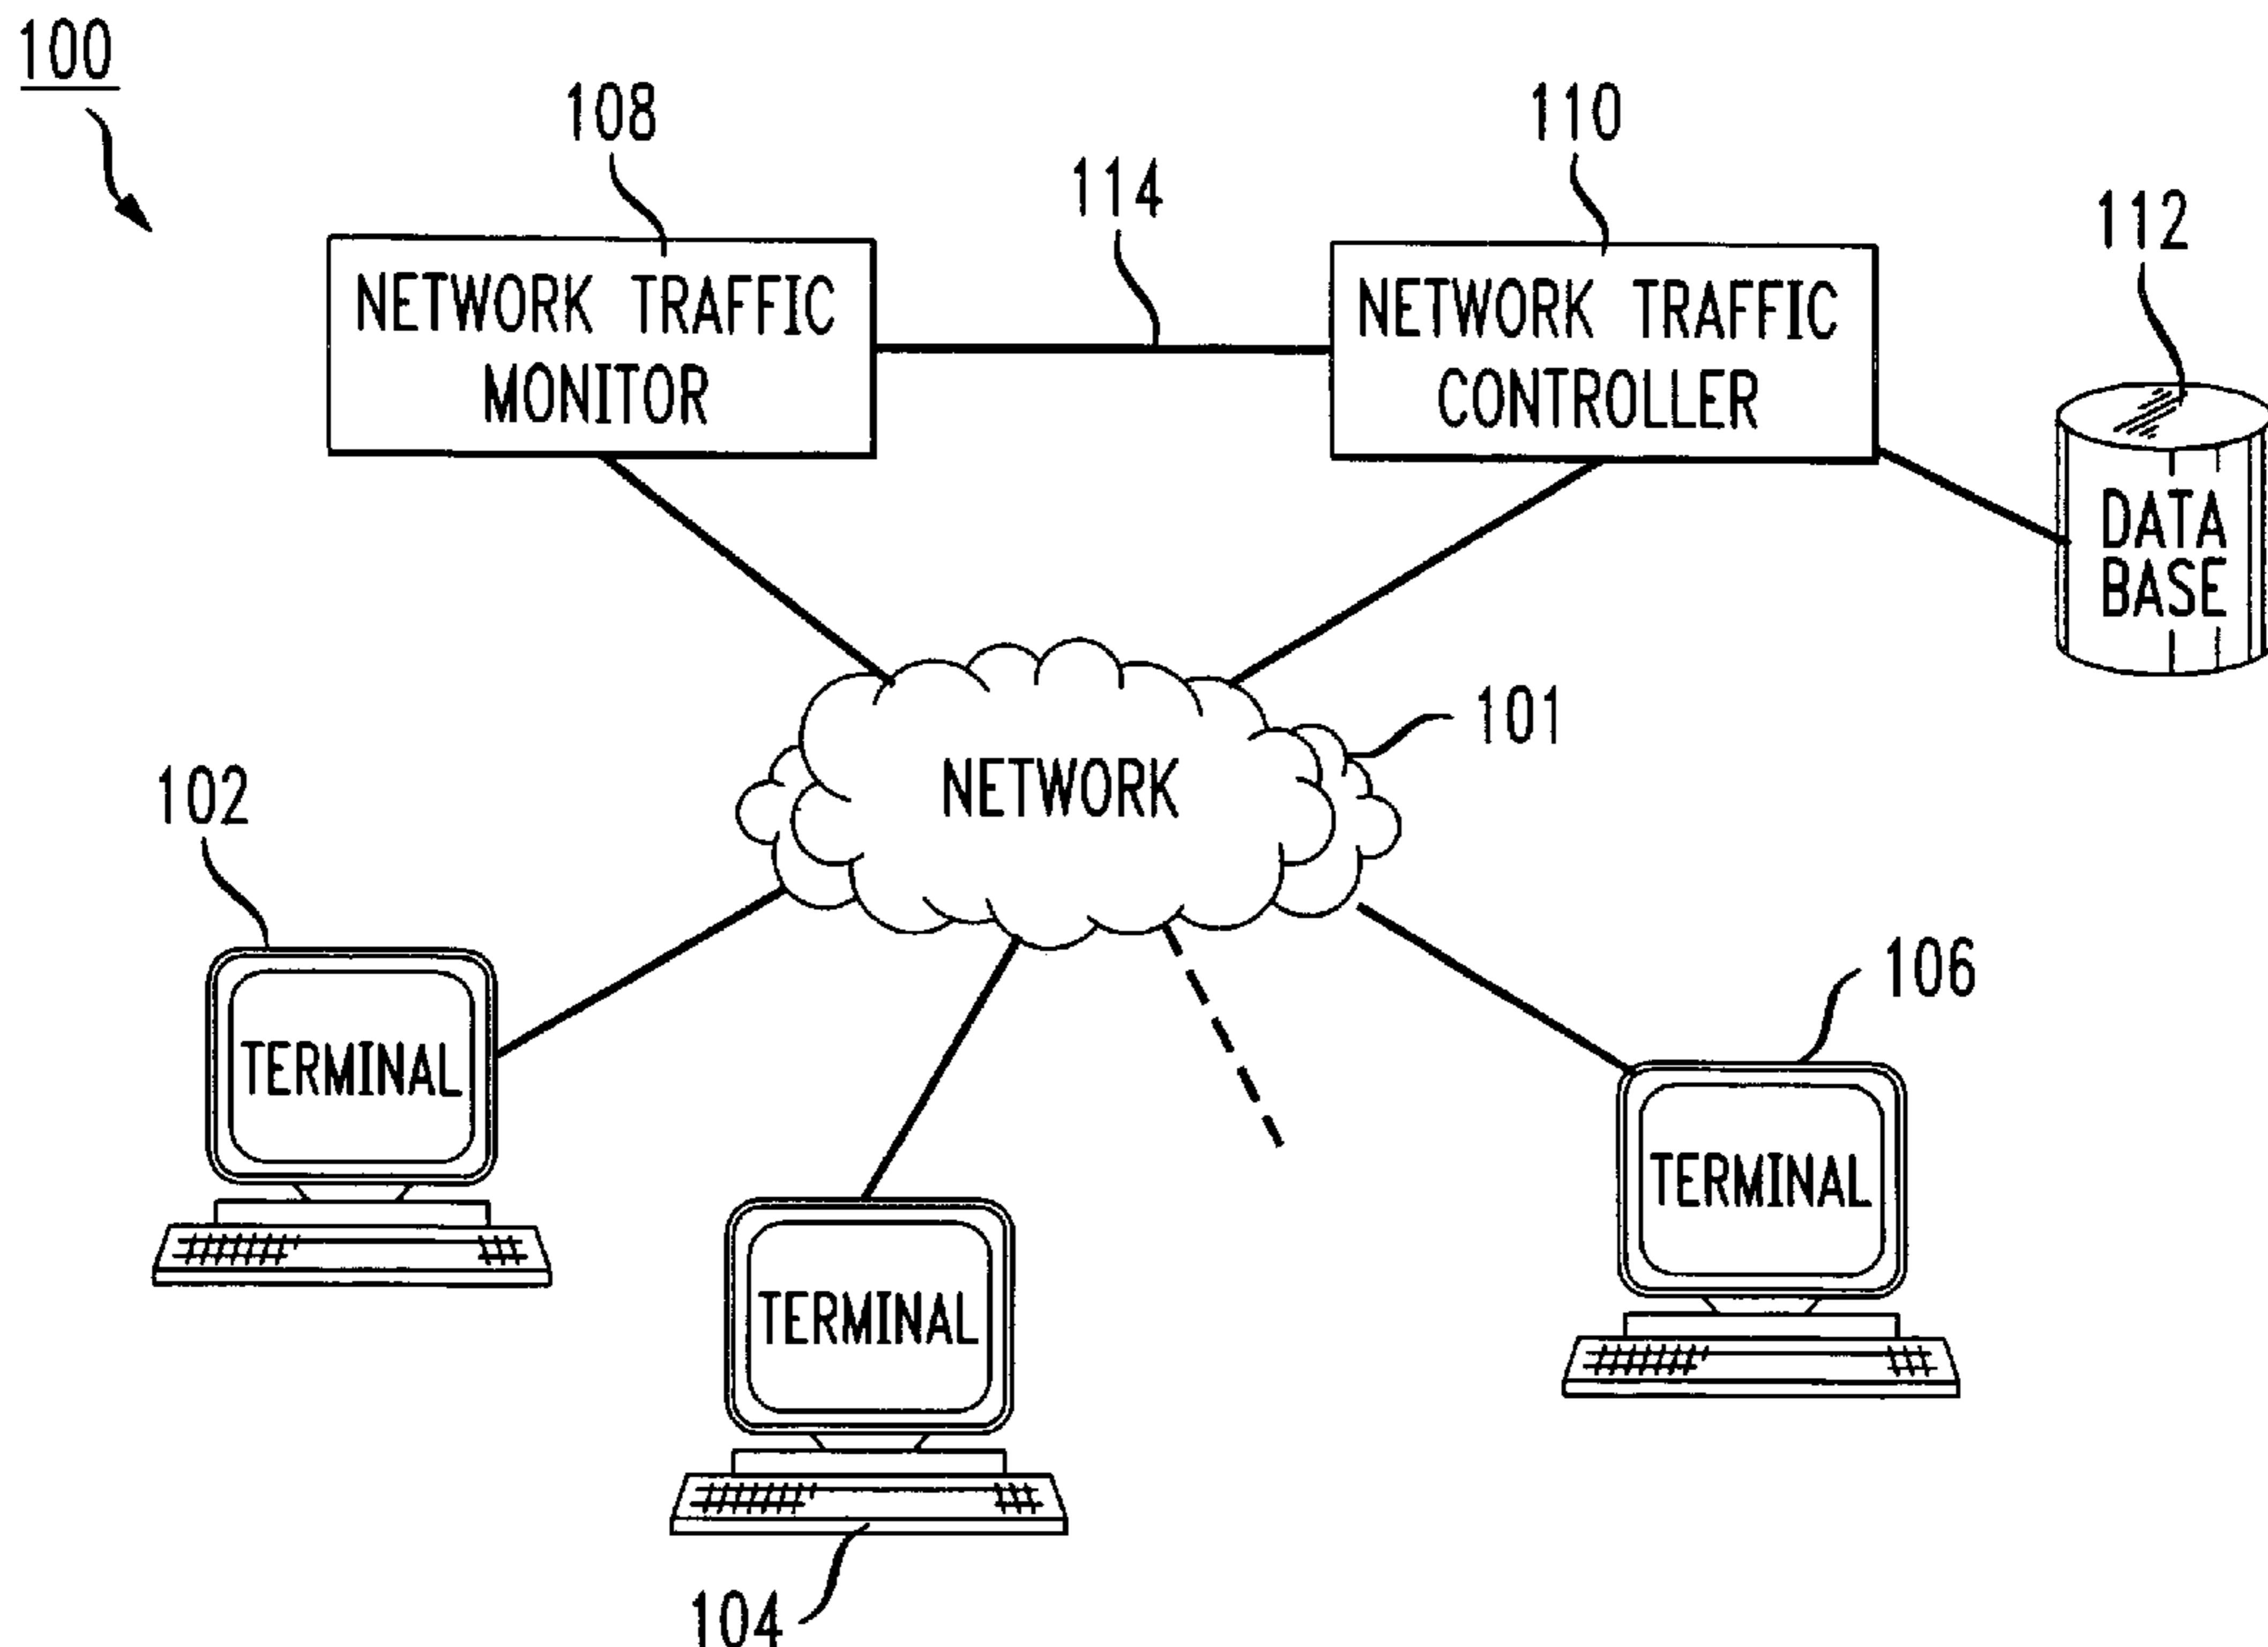 100
108
110
114
112
NETWORK TRAFFIC
MONITOR
NETWORK TRAFFIC
CONTROLLER
DATA
BASE
101
NETWORK
102
106
TERMINAL
TERMINAL
TERMINAL
104